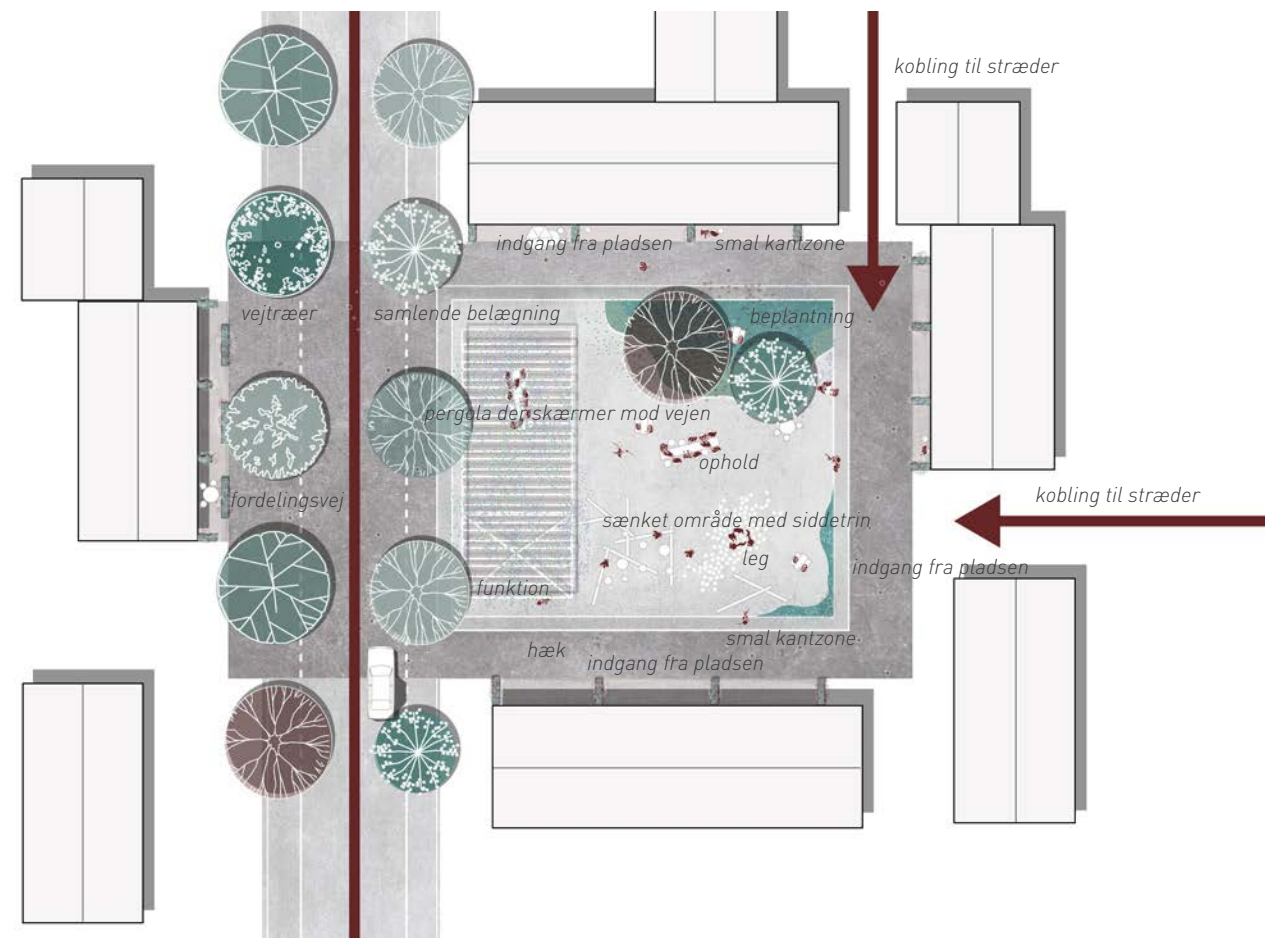 kobling til stræder
indgang fra pladsen
smal kantzone
vejtræer
samlende belægning
beplantning
pergola der skærmer mod vejen
ophold
fordelingsvej
kobling til stræder
sænket område med siddetrin
leg
indgang fra pladsen
funktion
smal kantzone
hæk
indgang fra pladsen